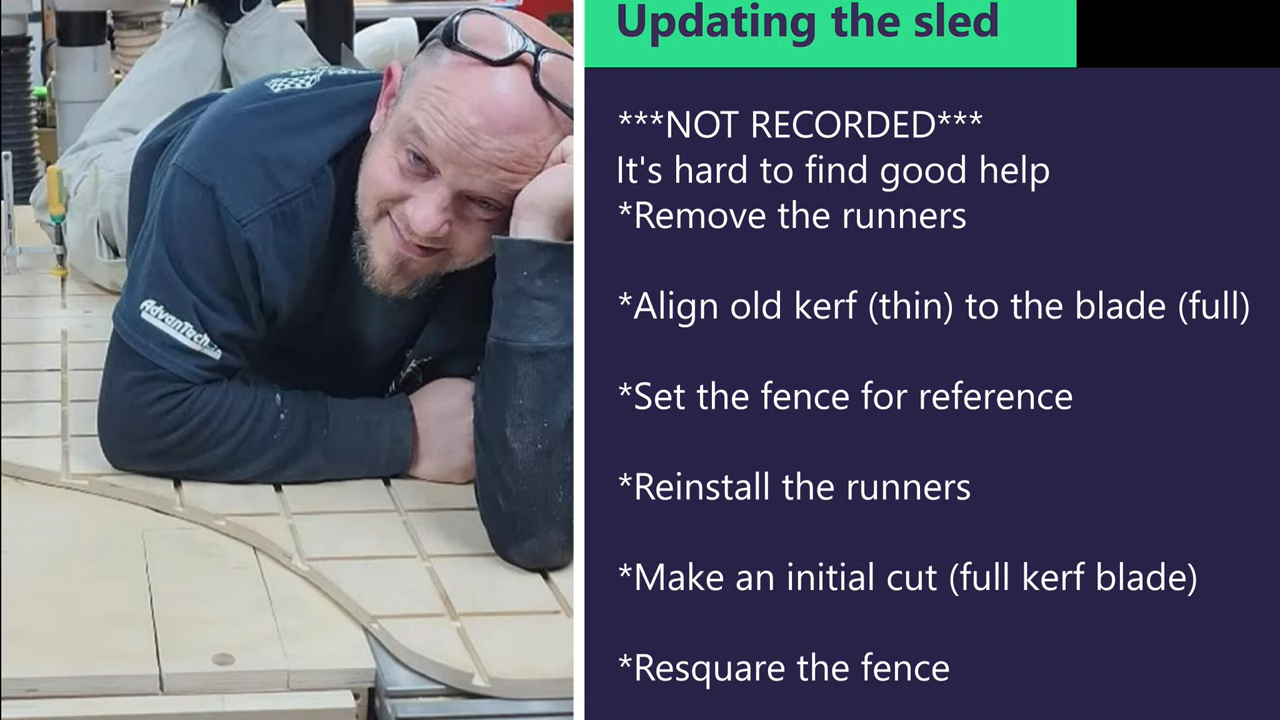 Updating the sled
***NOT RECORDED***
It's hard to find good help
*Remove the runners
*Align old kerf (thin) to the blade (full)
*Set the fence for reference
*Reinstall the runners
*Make an initial cut (full kerf blade)
*Resquare the fence
AdvanTech